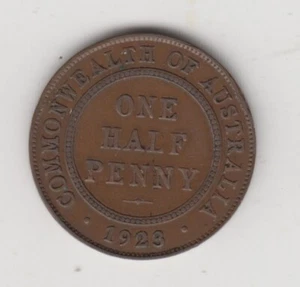 COMMONWEALTH OF AUSTRALIA
ONE
HALF
PENNY
· 1923 ·